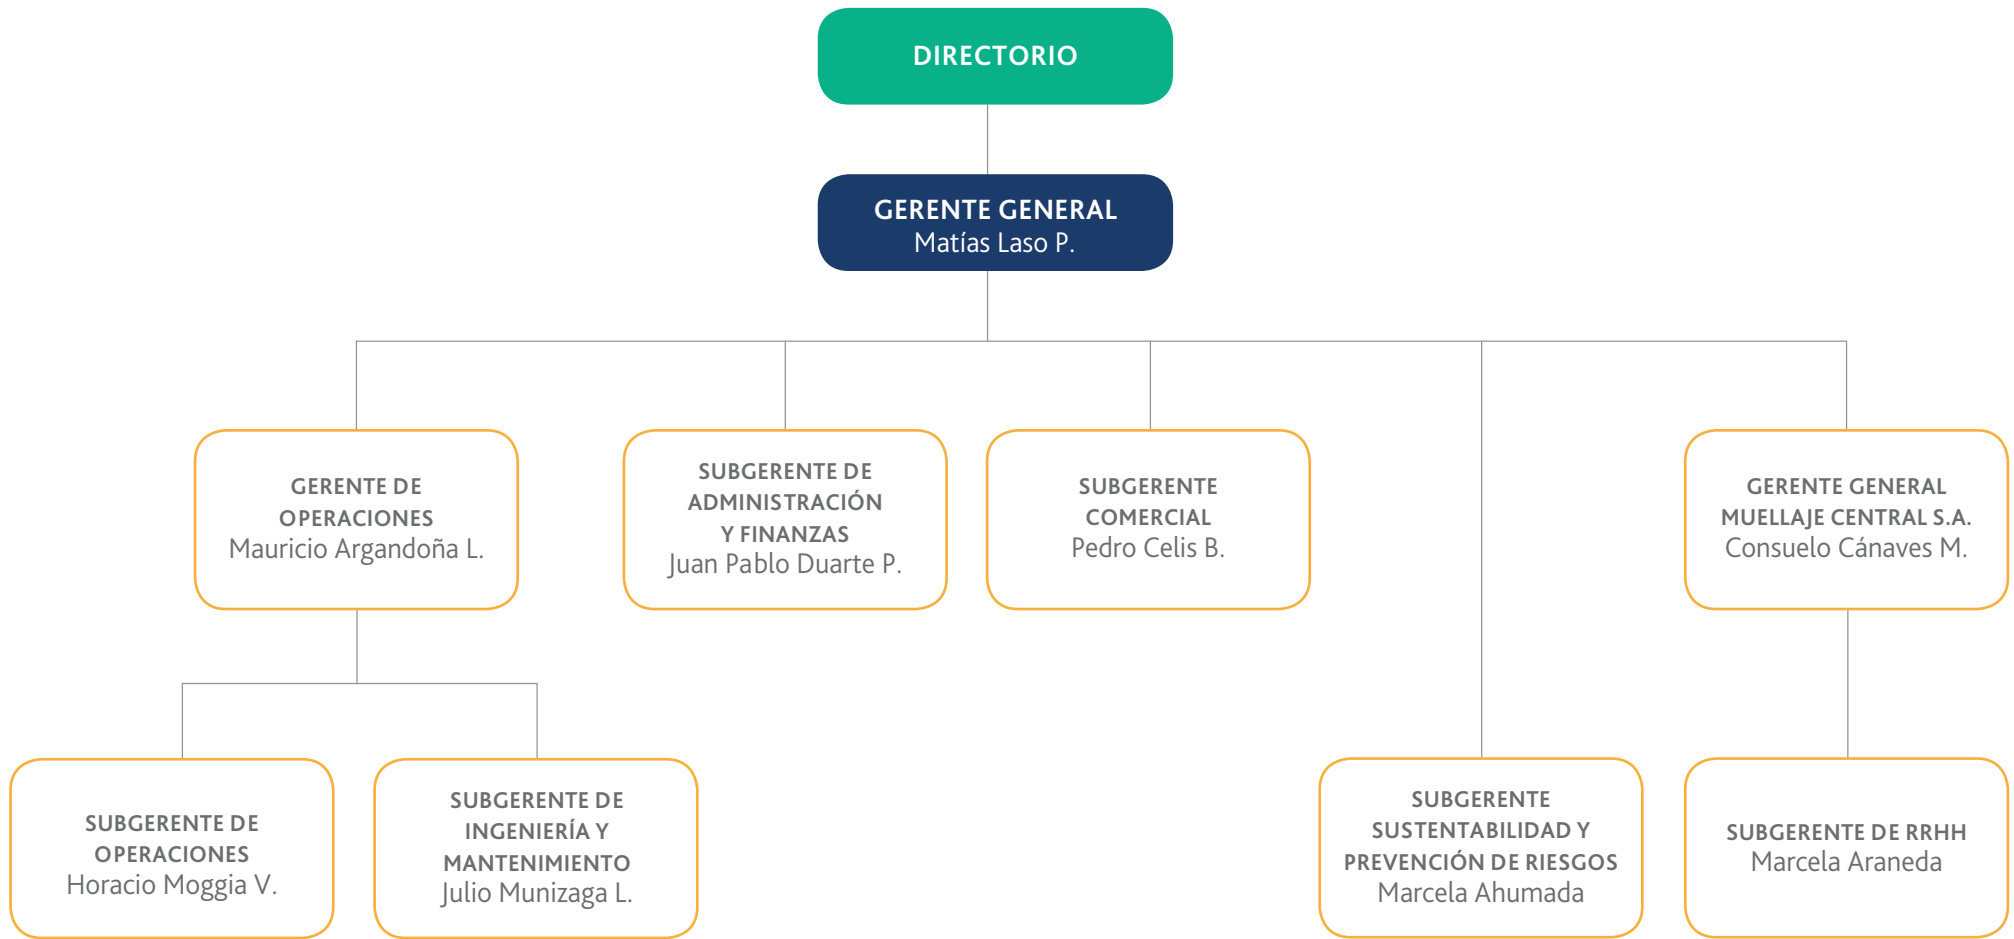 DIRECTORIO
GERENTE GENERAL
Matías Laso P.
GERENTE DE
OPERACIONES
Mauricio Argandoña L.
SUBGERENTE DE
ADMINISTRACIÓN
Y FINANZAS
Juan Pablo Duarte P.
SUBGERENTE
COMERCIAL
Pedro Celis B.
GERENTE GENERAL
MUELLAJE CENTRAL S.A.
Consuelo Cánaves M.
SUBGERENTE DE
OPERACIONES
Horacio Moggia V.
SUBGERENTE DE
INGENIERÍA Y
MANTENIMIENTO
Julio Munizaga L.
SUBGERENTE
SUSTENTABILIDAD Y
PREVENCIÓN DE RIESGOS
Marcela Ahumada
SUBGERENTE DE RRHH
Marcela Araneda